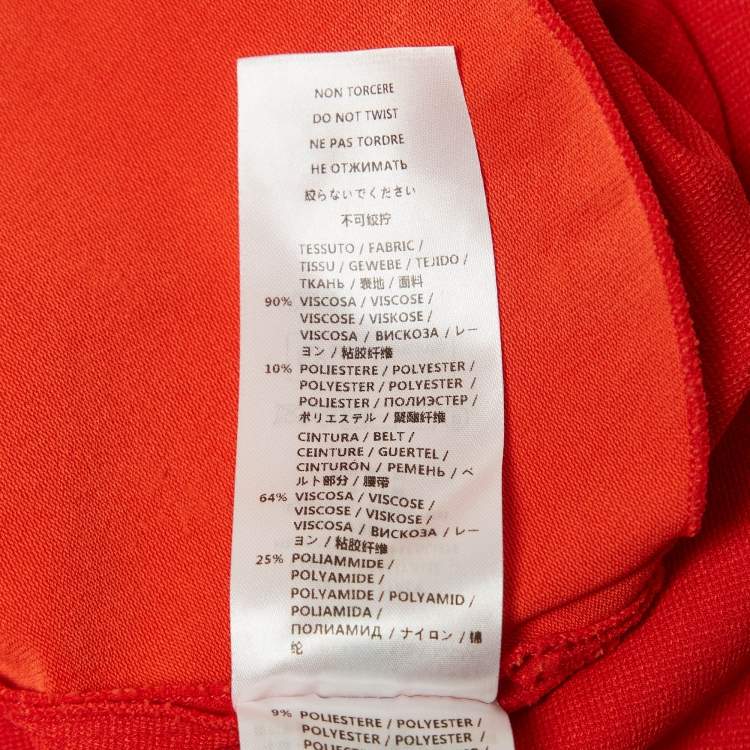 NON TORCERE
DO NOT TWIST
NE PAS TORDRE
НЕ ОТЖИМАТЬ
絞らないでください
不可绞拧
TESSUTO / FABRIC /
TISSU / GEWEBE / TEJIDO /
ТКАНЬ / 表地 / 面料
90% VISCOSA / VISCOSE /
VISCOSE / VISKOSE /
VISCOSA / ВИСКОЗА / レー
ヨン / 粘胶纤维
10% POLIESTERE / POLYESTER /
POLYESTER / POLYESTER /
POLIESTER / ПОЛИЭСТЕР /
ポリエステル / 聚酯纤维
CINTURA / BELT /
CEINTURE / GUERTEL /
CINTURÓN / РЕМЕНЬ / ベ
ルト部分 / 腰带
64% VISCOSA / VISCOSE /
VISCOSE / VISKOSE /
VISCOSA / ВИСКОЗА / レー
ヨン / 粘胶纤维
25% POLIAMMIDE /
POLYAMIDE /
POLYAMIDE / POLYAMID /
POLIAMIDA /
ПОЛИАМИД / ナイロン / 锦
纶
9% POLIESTERE / POLYESTER /
POLYESTER / POLYESTER /
POLIESTER / ПОЛИЭСТЕР /